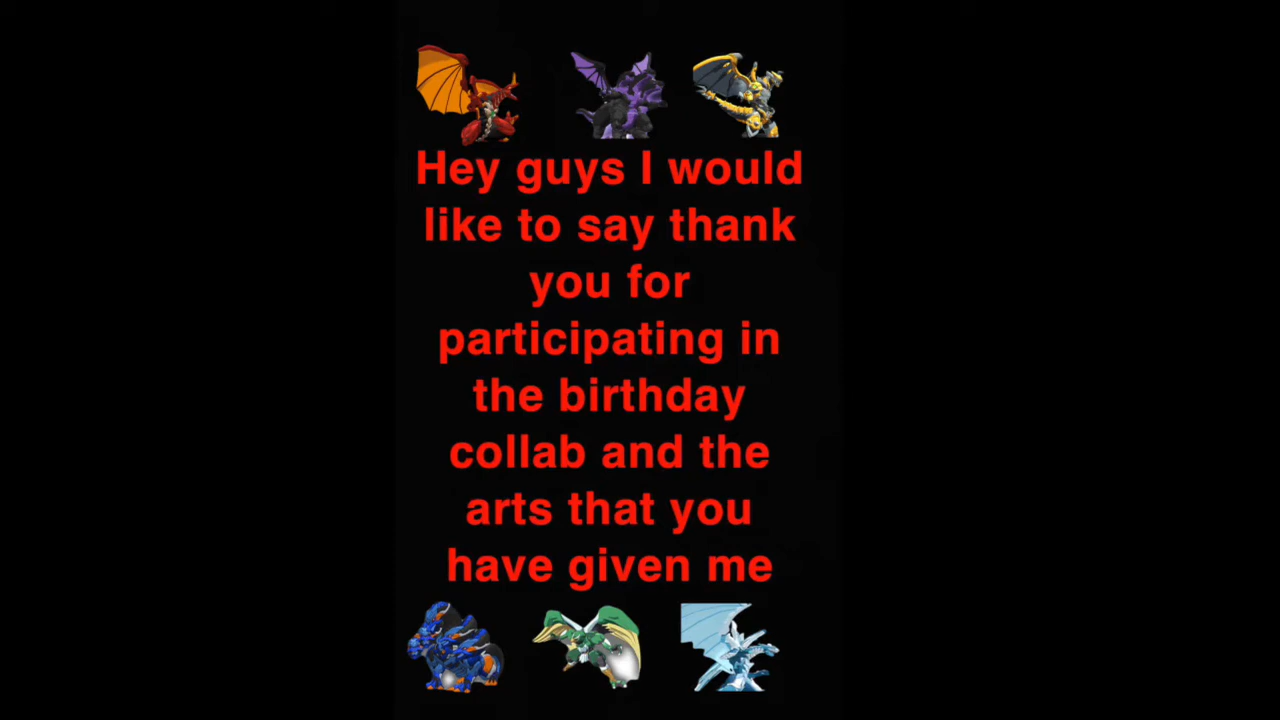 Hey guys I would
like to say thank
you for
participating in
the birthday
collab and the
arts that you
have given me